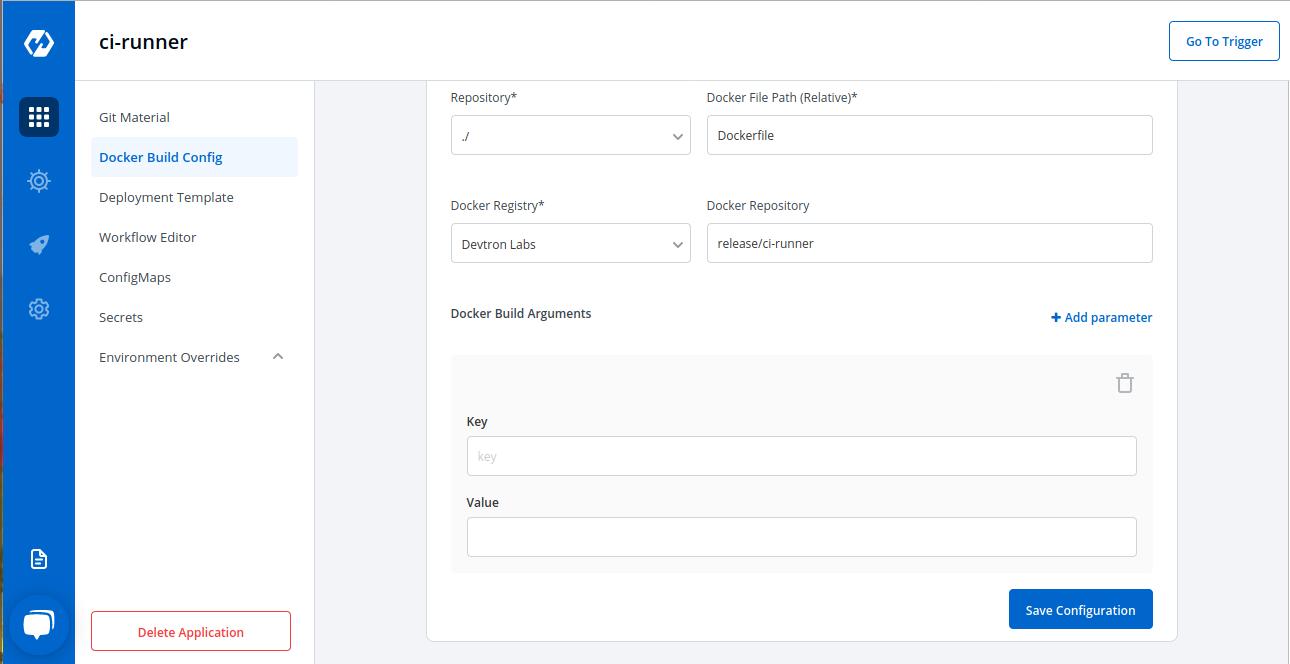 ci-runner
Go To Trigger
Git Material
Docker Build Config
Deployment Template
Workflow Editor
ConfigMaps
Secrets
Environment Overrides
Delete Application
Repository*
Docker File Path (Relative)*
./
Dockerfile
Docker Registry*
Docker Repository
Devtron Labs
release/ci-runner
Docker Build Arguments
+ Add parameter
Key
key
Value
Save Configuration